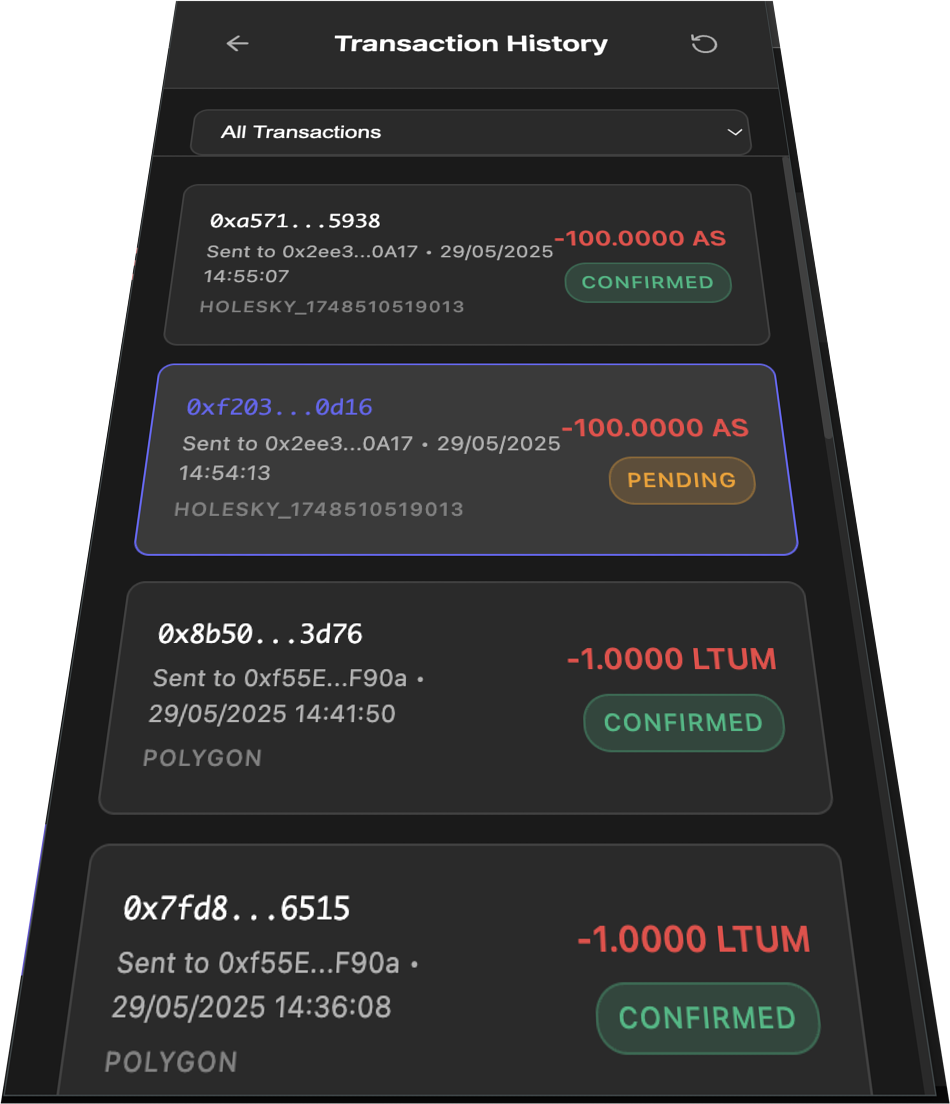 Transaction History
All Transactions
0xa571...5938
Sent to 0x2ee3...0A17 • 29/05/2025
14:55:07
HOLESKY_1748510519013
-100.0000 AS
CONFIRMED
0xf203...0d16
Sent to 0x2ee3...0A17 • 29/05/2025
14:54:13
HOLESKY_1748510519013
-100.0000 AS
PENDING
0x8b50...3d76
Sent to 0xf55E...F90a •
29/05/2025 14:41:50
POLYGON
-1.0000 LTUM
CONFIRMED
0x7fd8...6515
Sent to 0xf55E...F90a •
29/05/2025 14:36:08
POLYGON
-1.0000 LTUM
CONFIRMED